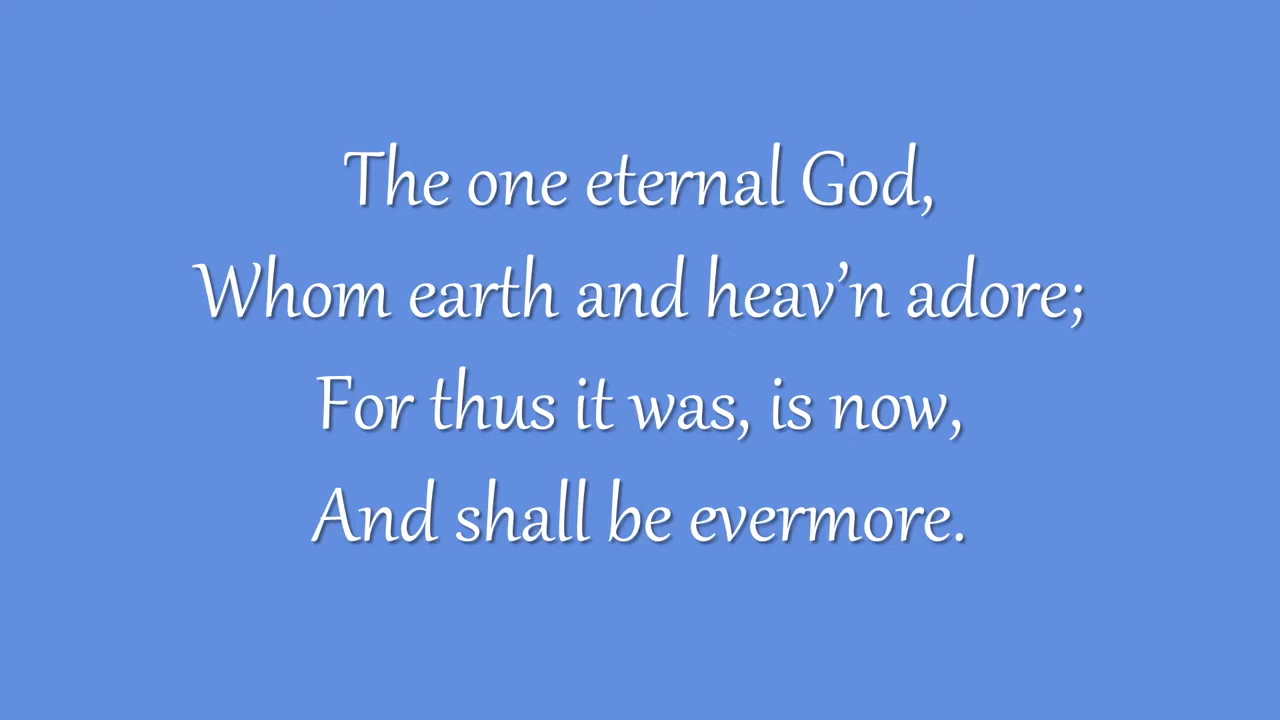 The one eternal God,
Whom earth and heav’n adore;
For thus it was, is now,
And shall be evermore.